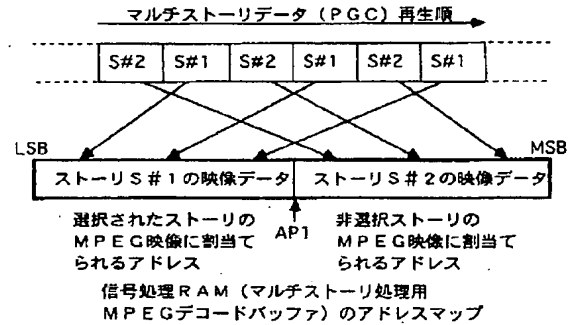 マルチストーリデータ（PGC）再生順
S#2 S#1 S#2 S#1 S#2 S#1
LSB MSB
ストーリS#1の映像データ ストーリS#2の映像データ
選択されたストーリの
MPEG映像に割当て
られるアドレス
AP1
非選択ストーリの
MPEG映像に割当て
られるアドレス
信号処理RAM（マルチストーリ処理用
MPEGデコードバッファ）のアドレスマップ